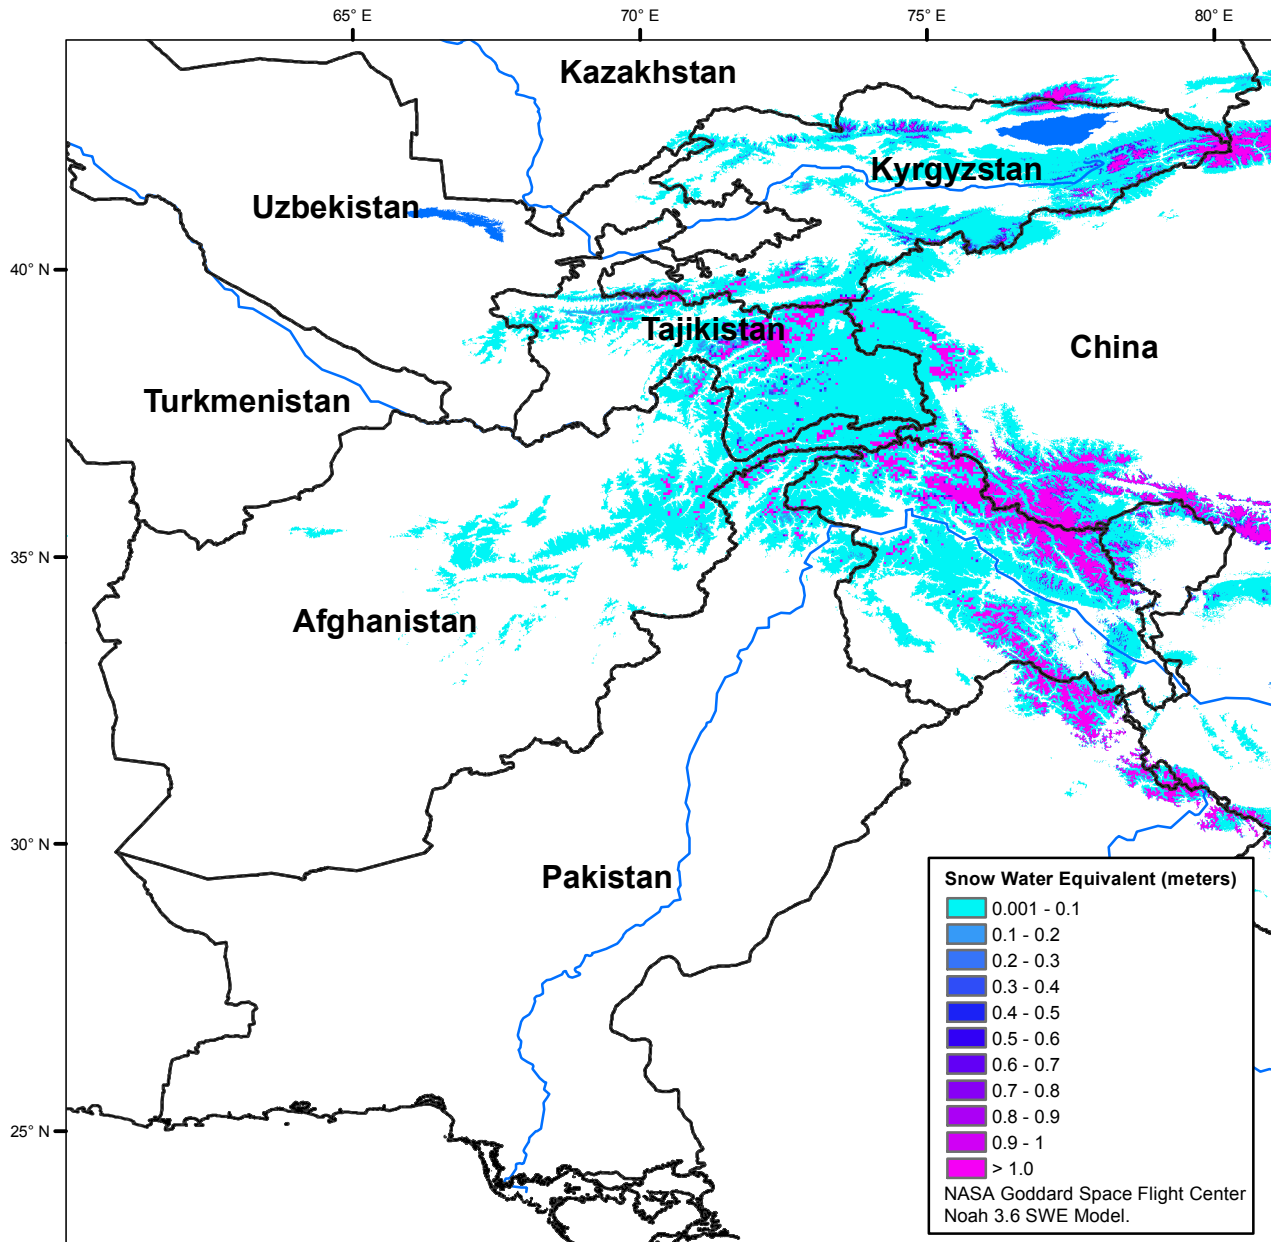 65° E
70° E
75° E
80° E
Kazakhstan
Kyrgyzstan
Uzbekistan
40° N
Tajikistan
China
Turkmenistan
35° N
Afghanistan
30° N
Pakistan
Snow Water Equivalent (meters)
0.001 - 0.1
0.1 - 0.2
0.2 - 0.3
0.3 - 0.4
0.4 - 0.5
0.5 - 0.6
0.6 - 0.7
0.7 - 0.8
0.8 - 0.9
0.9 - 1
> 1.0
NASA Goddard Space Flight Center
Noah 3.6 SWE Model.
25° N